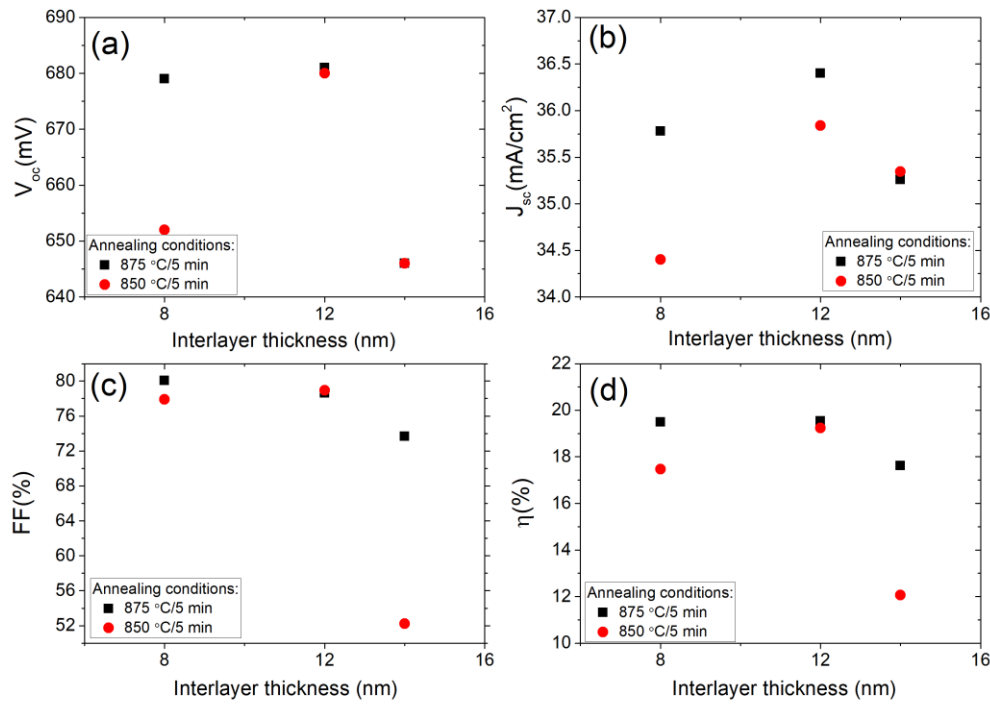 (a)
690
680
670
660
650
640
V_oc(mV)
Annealing conditions:
875 °C/5 min
850 °C/5 min
8 12 16
Interlayer thickness (nm)
(b)
37.0
36.5
36.0
35.5
35.0
34.5
34.0
J_sc(mA/cm²)
Annealing conditions:
875 °C/5 min
850 °C/5 min
8 12 16
Interlayer thickness (nm)
(c)
80
76
72
68
64
60
56
52
FF(%)
Annealing conditions:
875 °C/5 min
850 °C/5 min
8 12 16
Interlayer thickness (nm)
(d)
22
20
18
16
14
12
10
η(%)
Annealing conditions:
875 °C/5 min
850 °C/5 min
8 12 16
Interlayer thickness (nm)